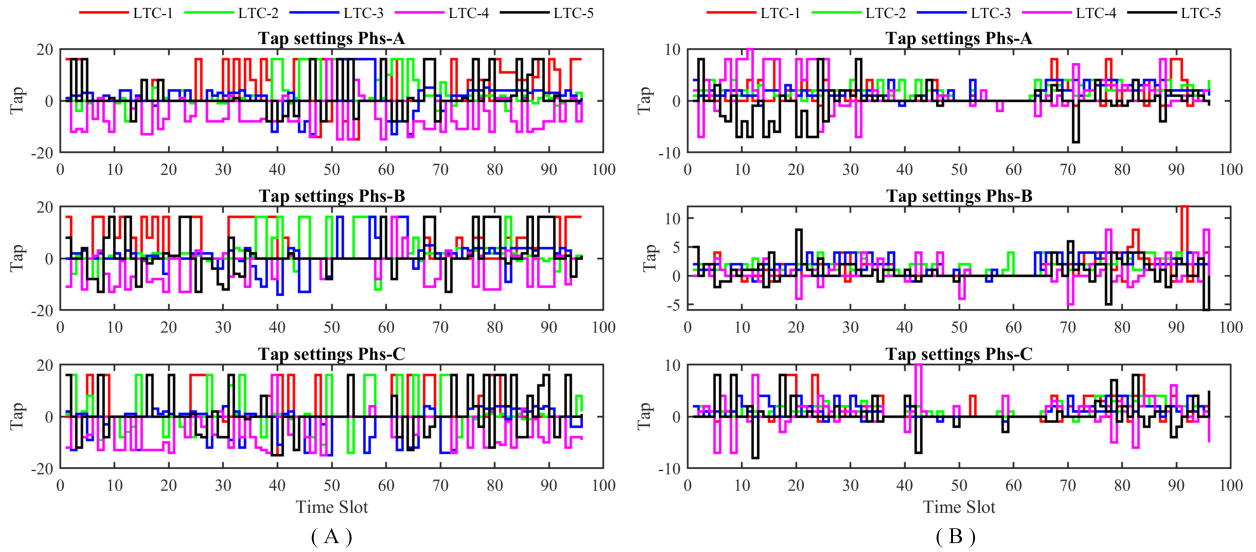 LTC-1 LTC-2 LTC-3 LTC-4 LTC-5
Tap settings Phs-A
20
0
-20
Tap
0 10 20 30 40 50 60 70 80 90 100
Tap settings Phs-B
20
0
-20
Tap
0 10 20 30 40 50 60 70 80 90 100
Tap settings Phs-C
20
0
-20
Tap
0 10 20 30 40 50 60 70 80 90 100
Time Slot
( A )
LTC-1 LTC-2 LTC-3 LTC-4 LTC-5
Tap settings Phs-A
10
0
-10
Tap
0 10 20 30 40 50 60 70 80 90 100
Tap settings Phs-B
10
5
0
-5
Tap
0 10 20 30 40 50 60 70 80 90 100
Tap settings Phs-C
10
0
-10
Tap
0 10 20 30 40 50 60 70 80 90 100
Time Slot
( B )